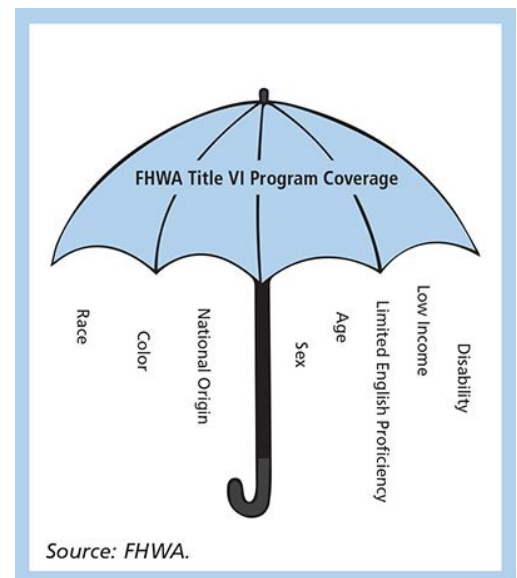 FHWA Title VI Program Coverage
Race
Color
National Origin
Sex
Age
Limited English Proficiency
Low Income
Disability
Source: FHWA.